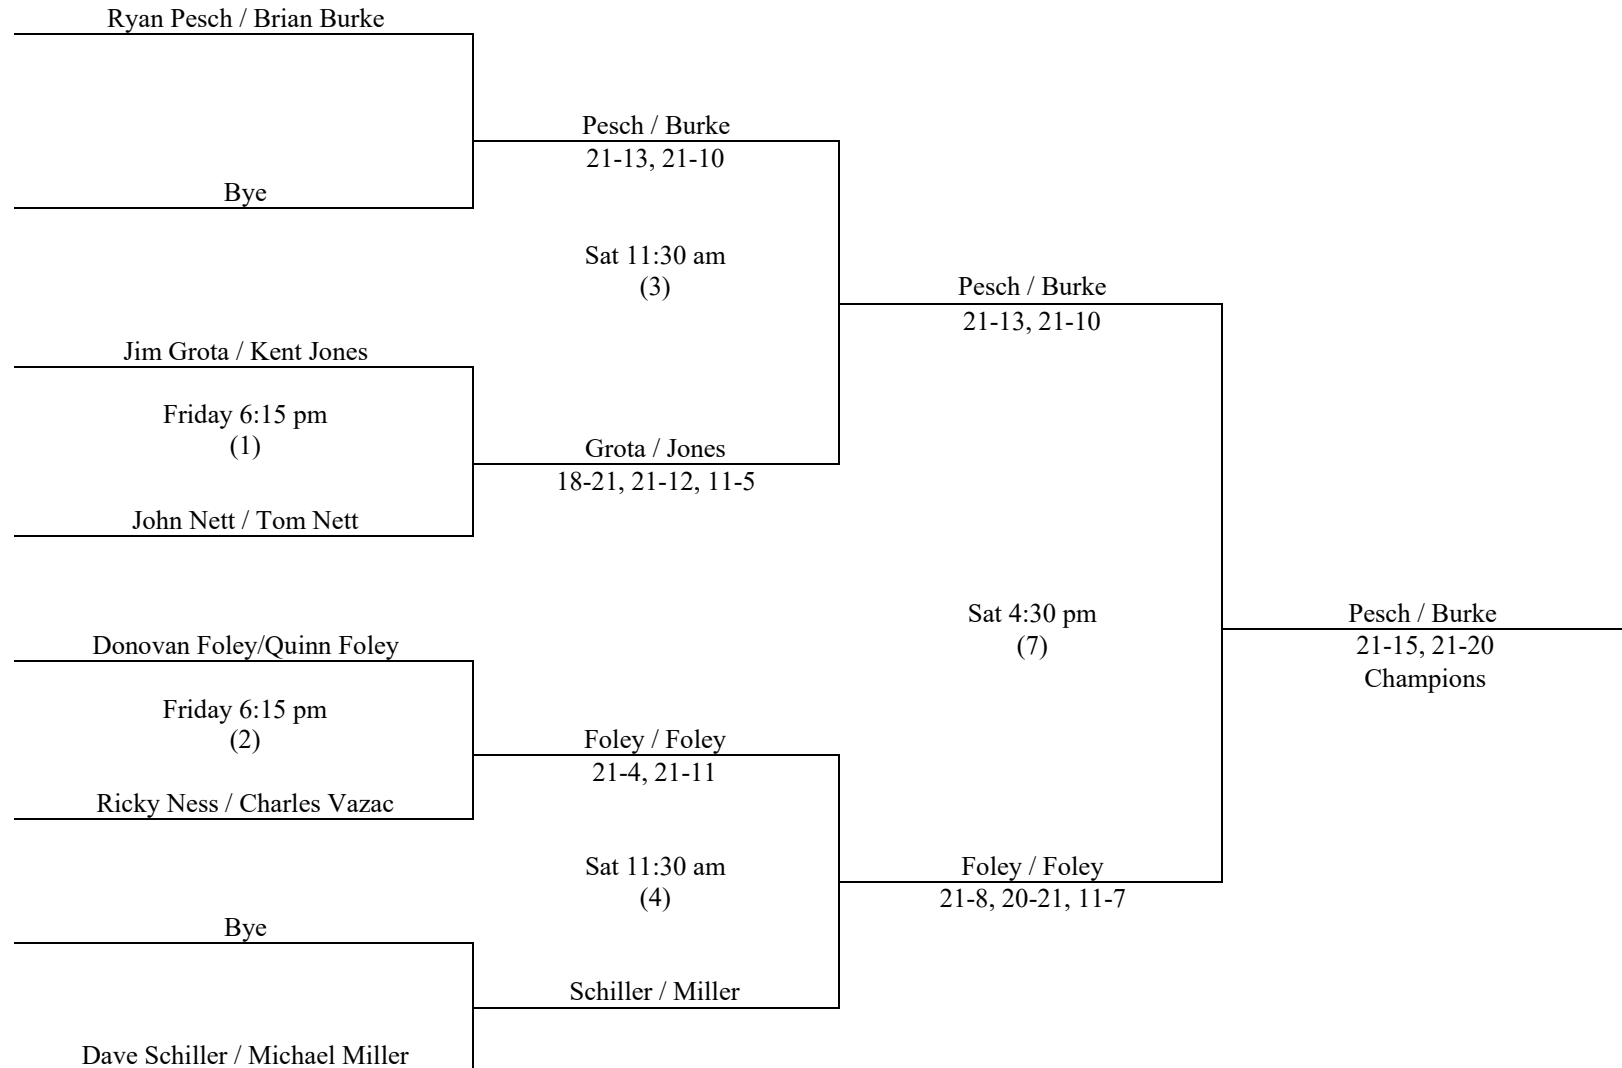 Ryan Pesch / Brian Burke
Pesch / Burke
21-13, 21-10
Bye
Sat 11:30 am
(3)
Pesch / Burke
21-13, 21-10
Jim Grota / Kent Jones
Friday 6:15 pm
(1)
Grota / Jones
18-21, 21-12, 11-5
John Nett / Tom Nett
Sat 4:30 pm
(7)
Pesch / Burke
21-15, 21-20
Champions
Donovan Foley/Quinn Foley
Friday 6:15 pm
(2)
Foley / Foley
21-4, 21-11
Ricky Ness / Charles Vazac
Sat 11:30 am
(4)
Foley / Foley
21-8, 20-21, 11-7
Bye
Schiller / Miller
Dave Schiller / Michael Miller